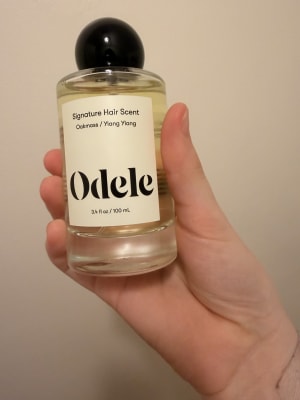 Signature Hair Scent
Oakmoss / Ylang Ylang
Odele
3.4 fl oz / 100 mL